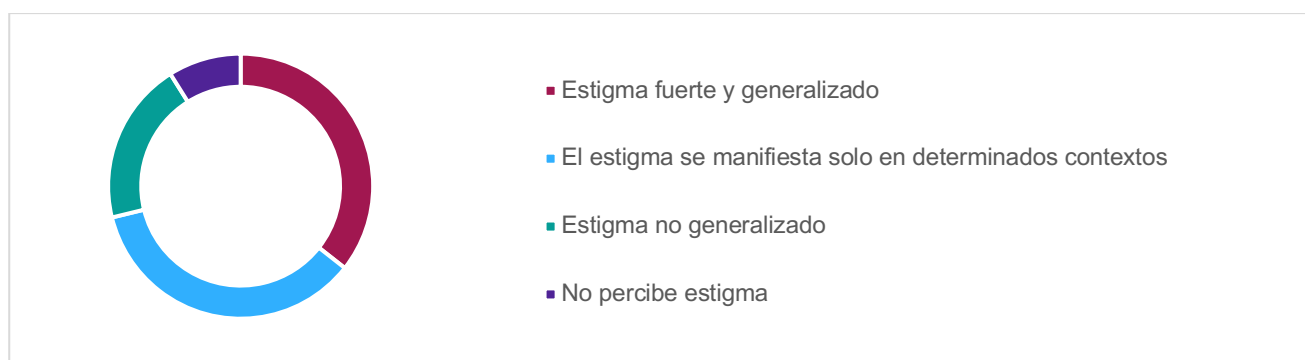 Estigma fuerte y generalizado
El estigma se manifiesta solo en determinados contextos
Estigma no generalizado
No percibe estigma